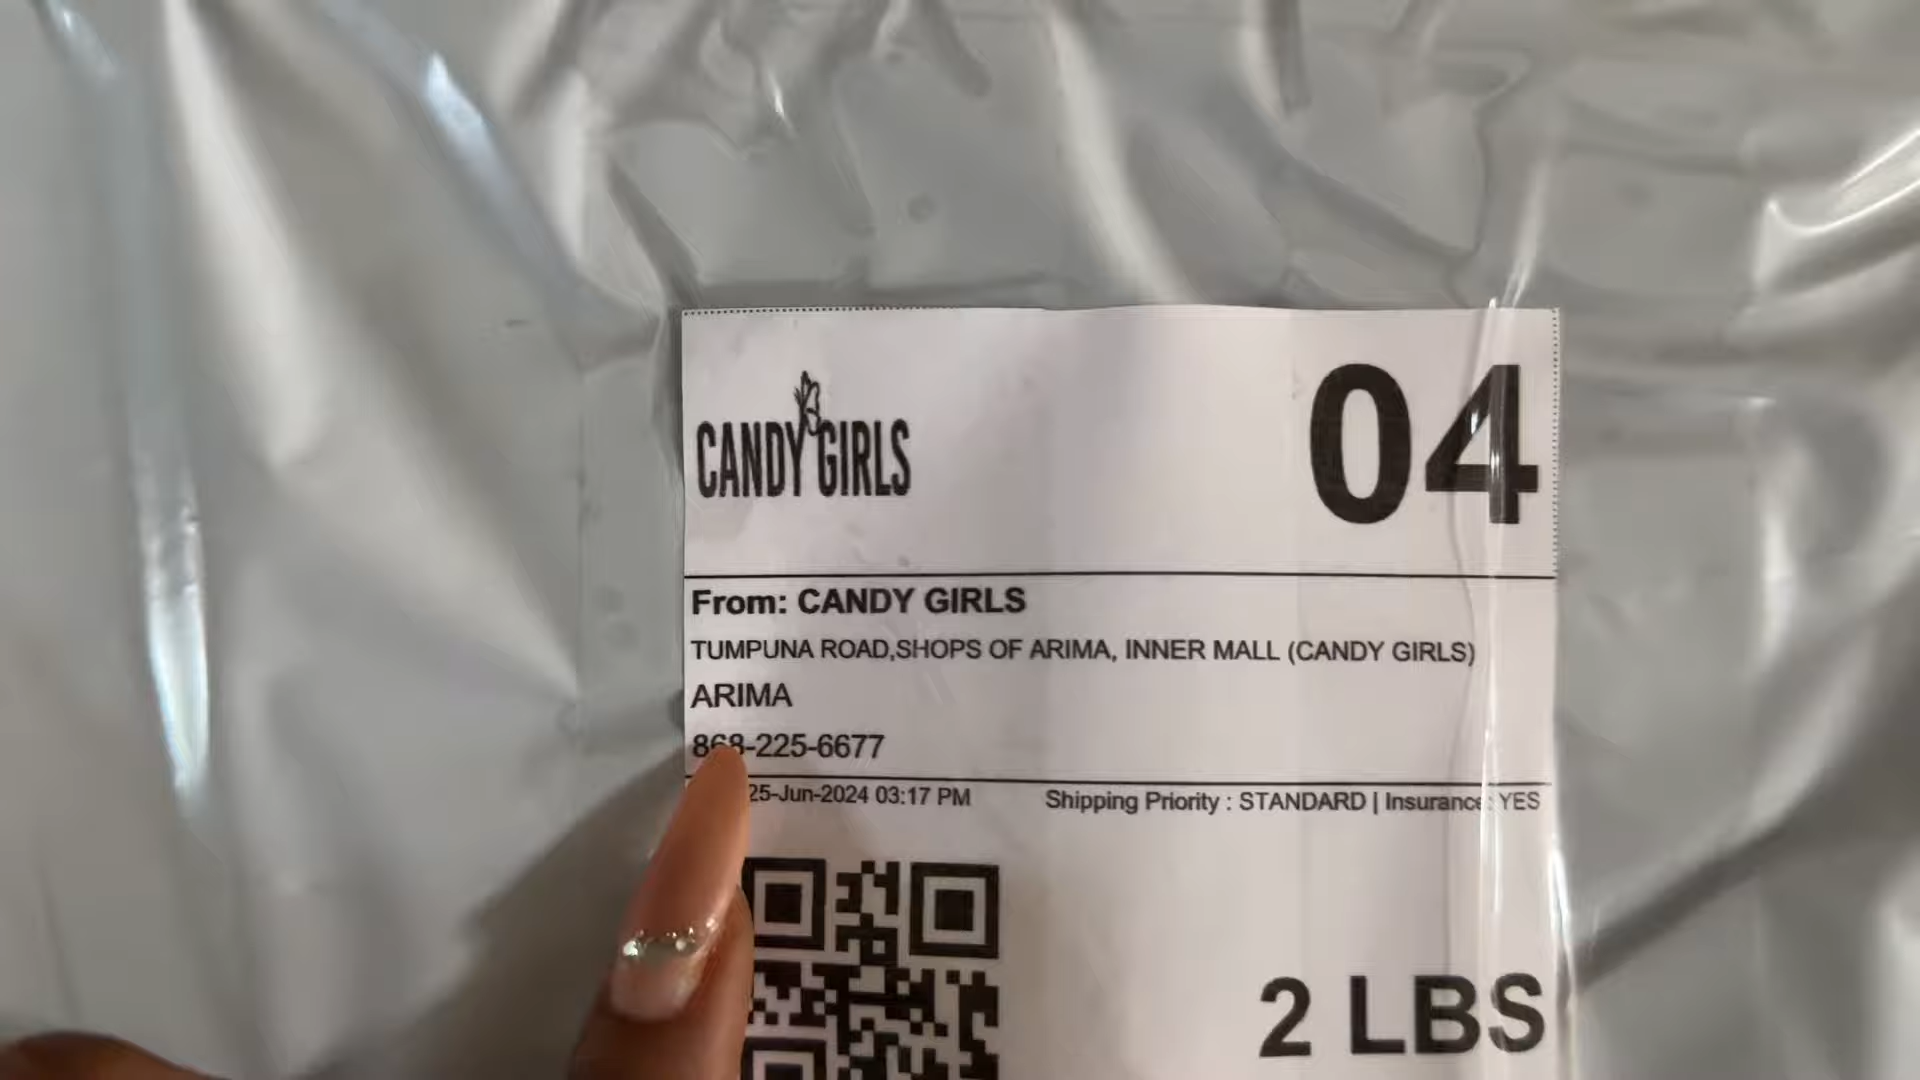 CANDY GIRLS
04
From: CANDY GIRLS
TUMPUNA ROAD,SHOPS OF ARIMA, INNER MALL (CANDY GIRLS)
ARIMA
868-225-6677
25-Jun-2024 03:17 PM Shipping Priority : STANDARD | Insurance: YES
2 LBS